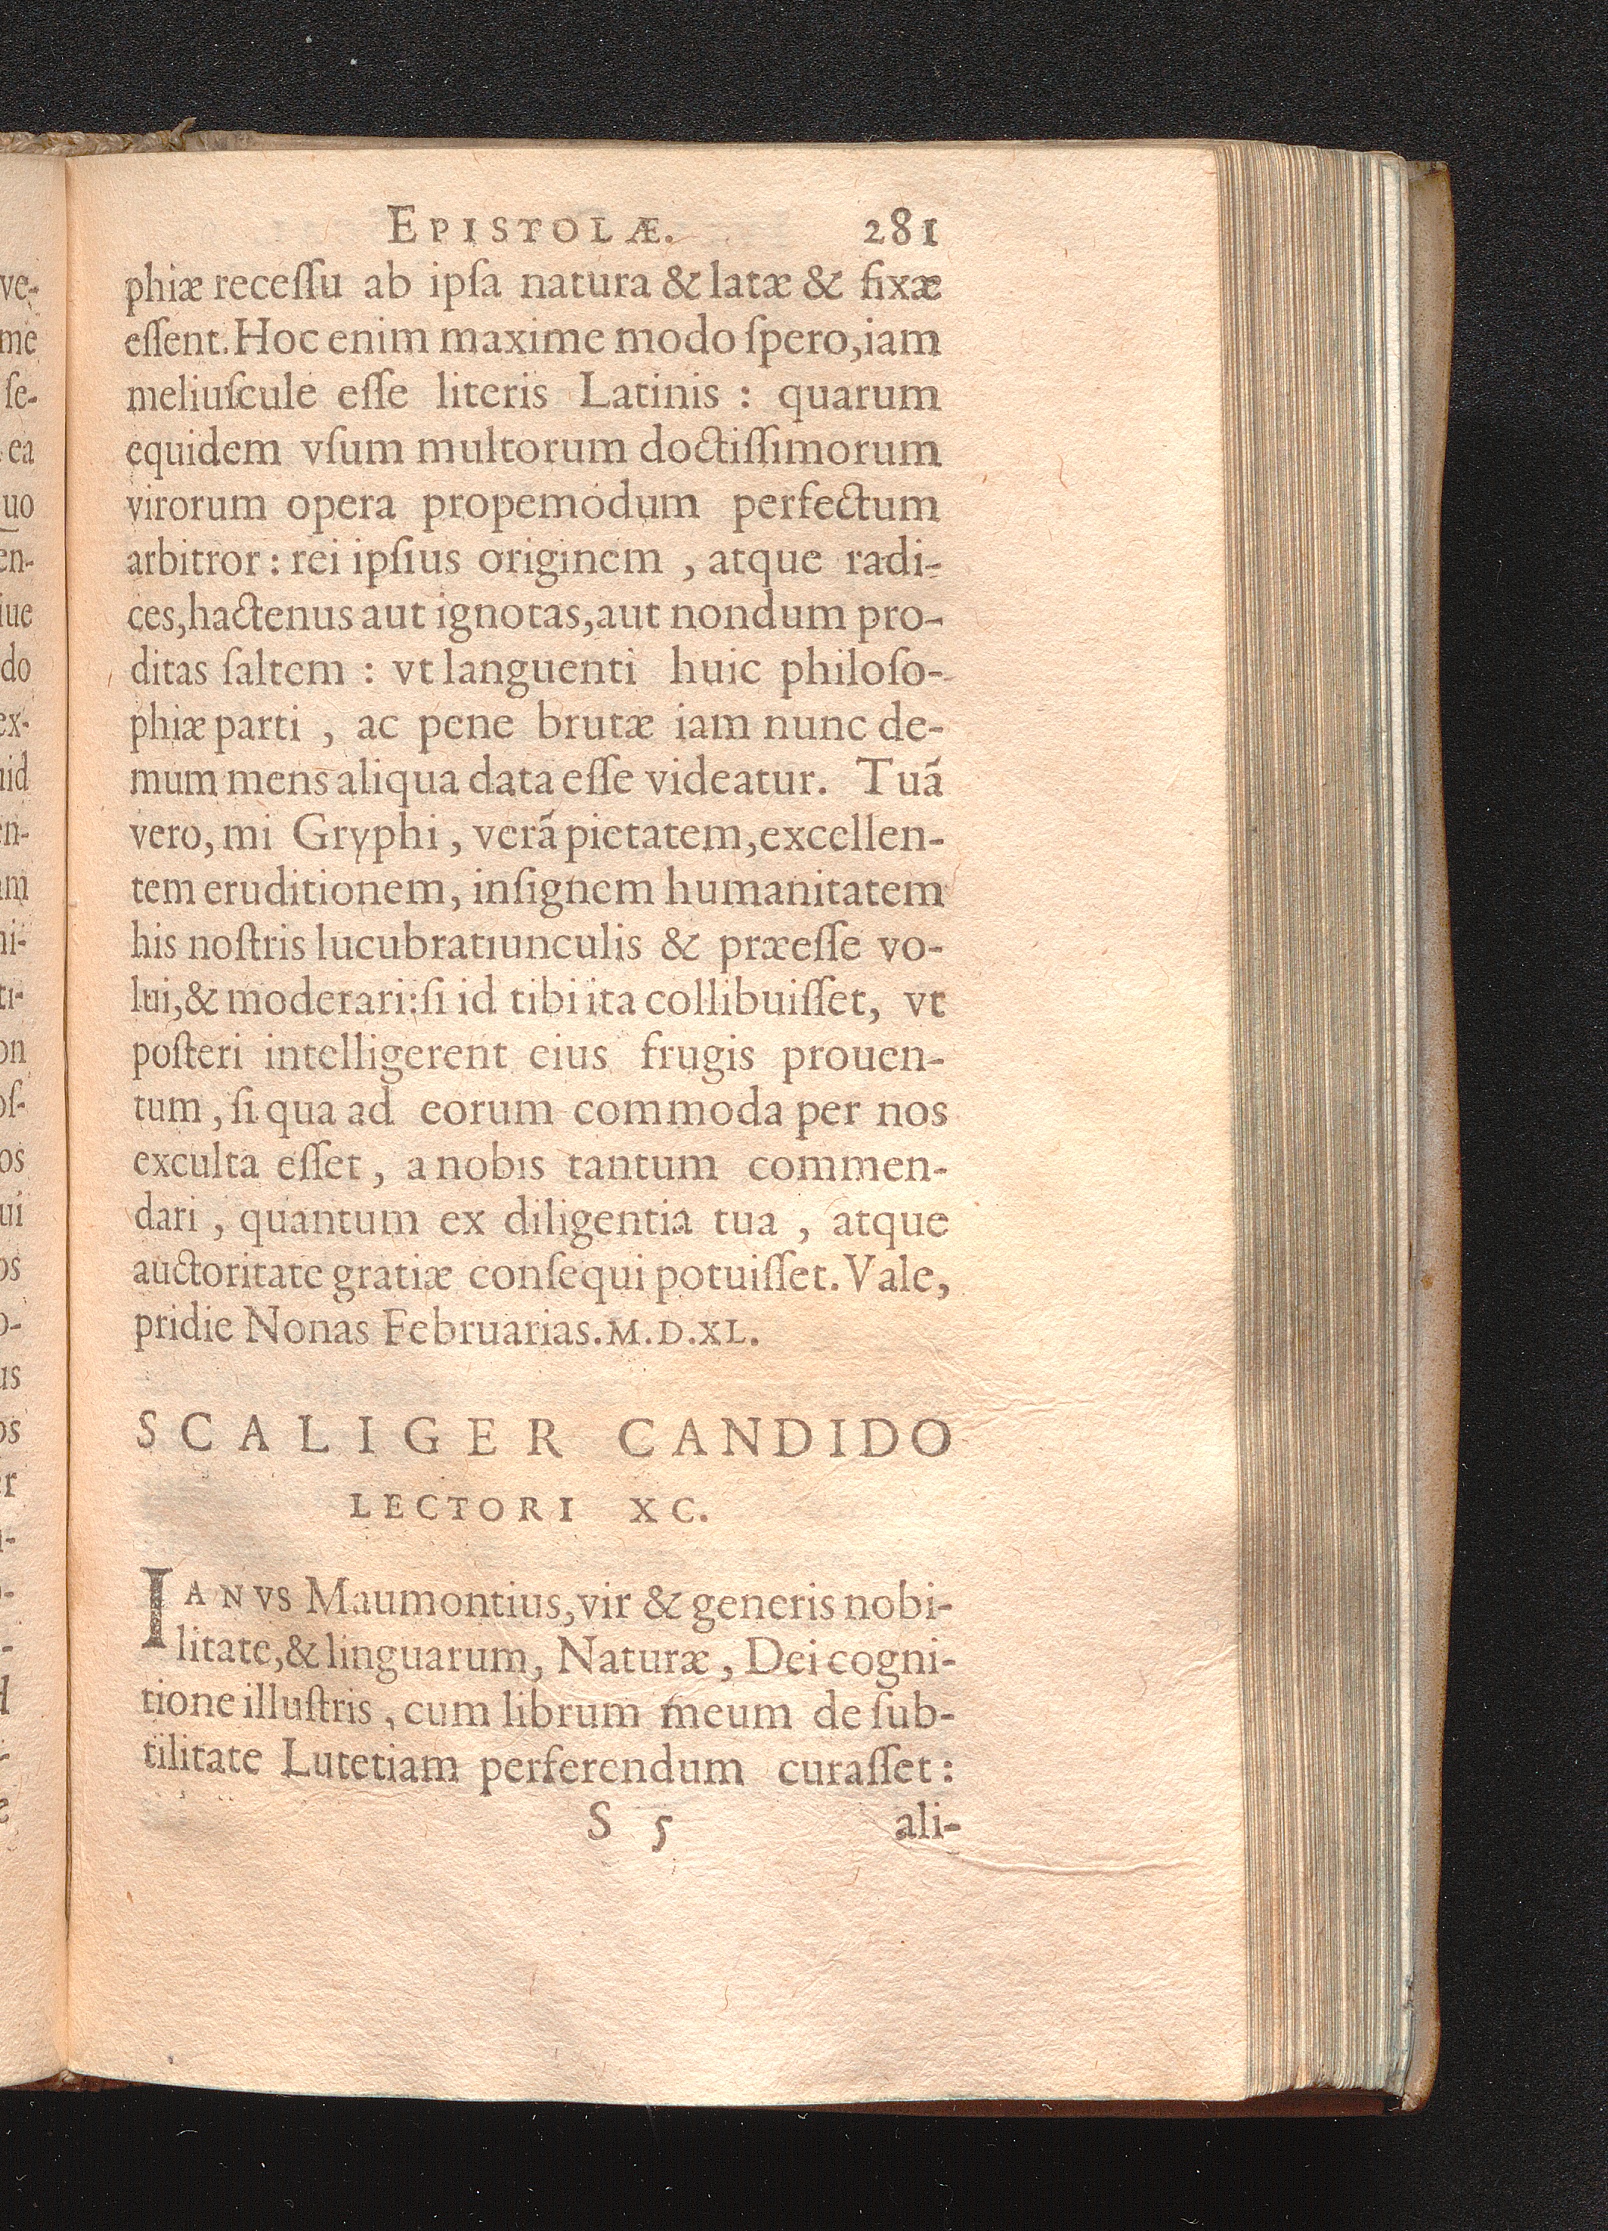 EPISTOLÆ. 281
phiæ receſſu ab ipſa natura & latæ & fixæ
eſſent. Hoc enim maxime modo ſpero, iam
meliuſcule eſſe literis Latinis : quarum
equidem vſum multorum doctiſſimorum
virorum opera propemodum perfectum
arbitror : rei ipſius originem , atque radi-
ces, hactenus aut ignotas, aut nondum pro-
ditas ſaltem : vt languenti huic philoſo-
phiæ parti , ac pene brutæ iam nunc de-
mum mens aliqua data eſſe videatur. Tuã
vero, mi Gryphi, verã pietatem, excellen-
tem eruditionem, inſignem humanitatem
his noſtris lucubratiunculis & præeſſe vo-
lui, & moderari: ſi id tibi ita collibuiſſet, vt
poſteri intelligerent eius frugis prouen-
tum, ſi qua ad eorum commoda per nos
exculta eſſet, a nobis tantum commen-
dari, quantum ex diligentia tua , atque
auctoritate gratiæ conſequi potuiſſet. Vale,
pridie Nonas Februarias. M.D.XL.
SCALIGER CANDIDO
LECTORI XC.
IANVS Maumontius, vir & generis nobi-
litate, & linguarum, Naturæ, Dei cogni-
tione illuſtris, cum librum meum de ſub-
tilitate Lutetiam perferendum curaſſet :
S 5 ali-